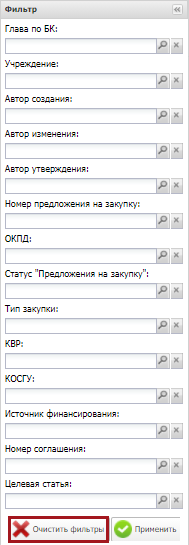 Фильтр
Глава по БК:
Учреждение:
Автор создания:
Автор изменения:
Автор утверждения:
Номер предложения на закупку:
ОКПД:
Статус "Предложения на закупку":
Тип закупки:
КВР:
КОСГУ:
Источник финансирования:
Номер соглашения:
Целевая статья:
Очистить фильтры Применить